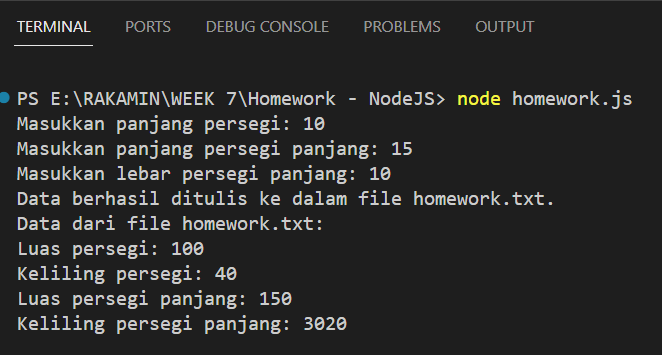 TERMINAL PORTS DEBUG CONSOLE PROBLEMS OUTPUT
PS E:\RAKAMIN\WEEK 7\Homework - NodeJS> node homework.js
Masukkan panjang persegi: 10
Masukkan panjang persegi panjang: 15
Masukkan lebar persegi panjang: 10
Data berhasil ditulis ke dalam file homework.txt.
Data dari file homework.txt:
Luas persegi: 100
Keliling persegi: 40
Luas persegi panjang: 150
Keliling persegi panjang: 3020